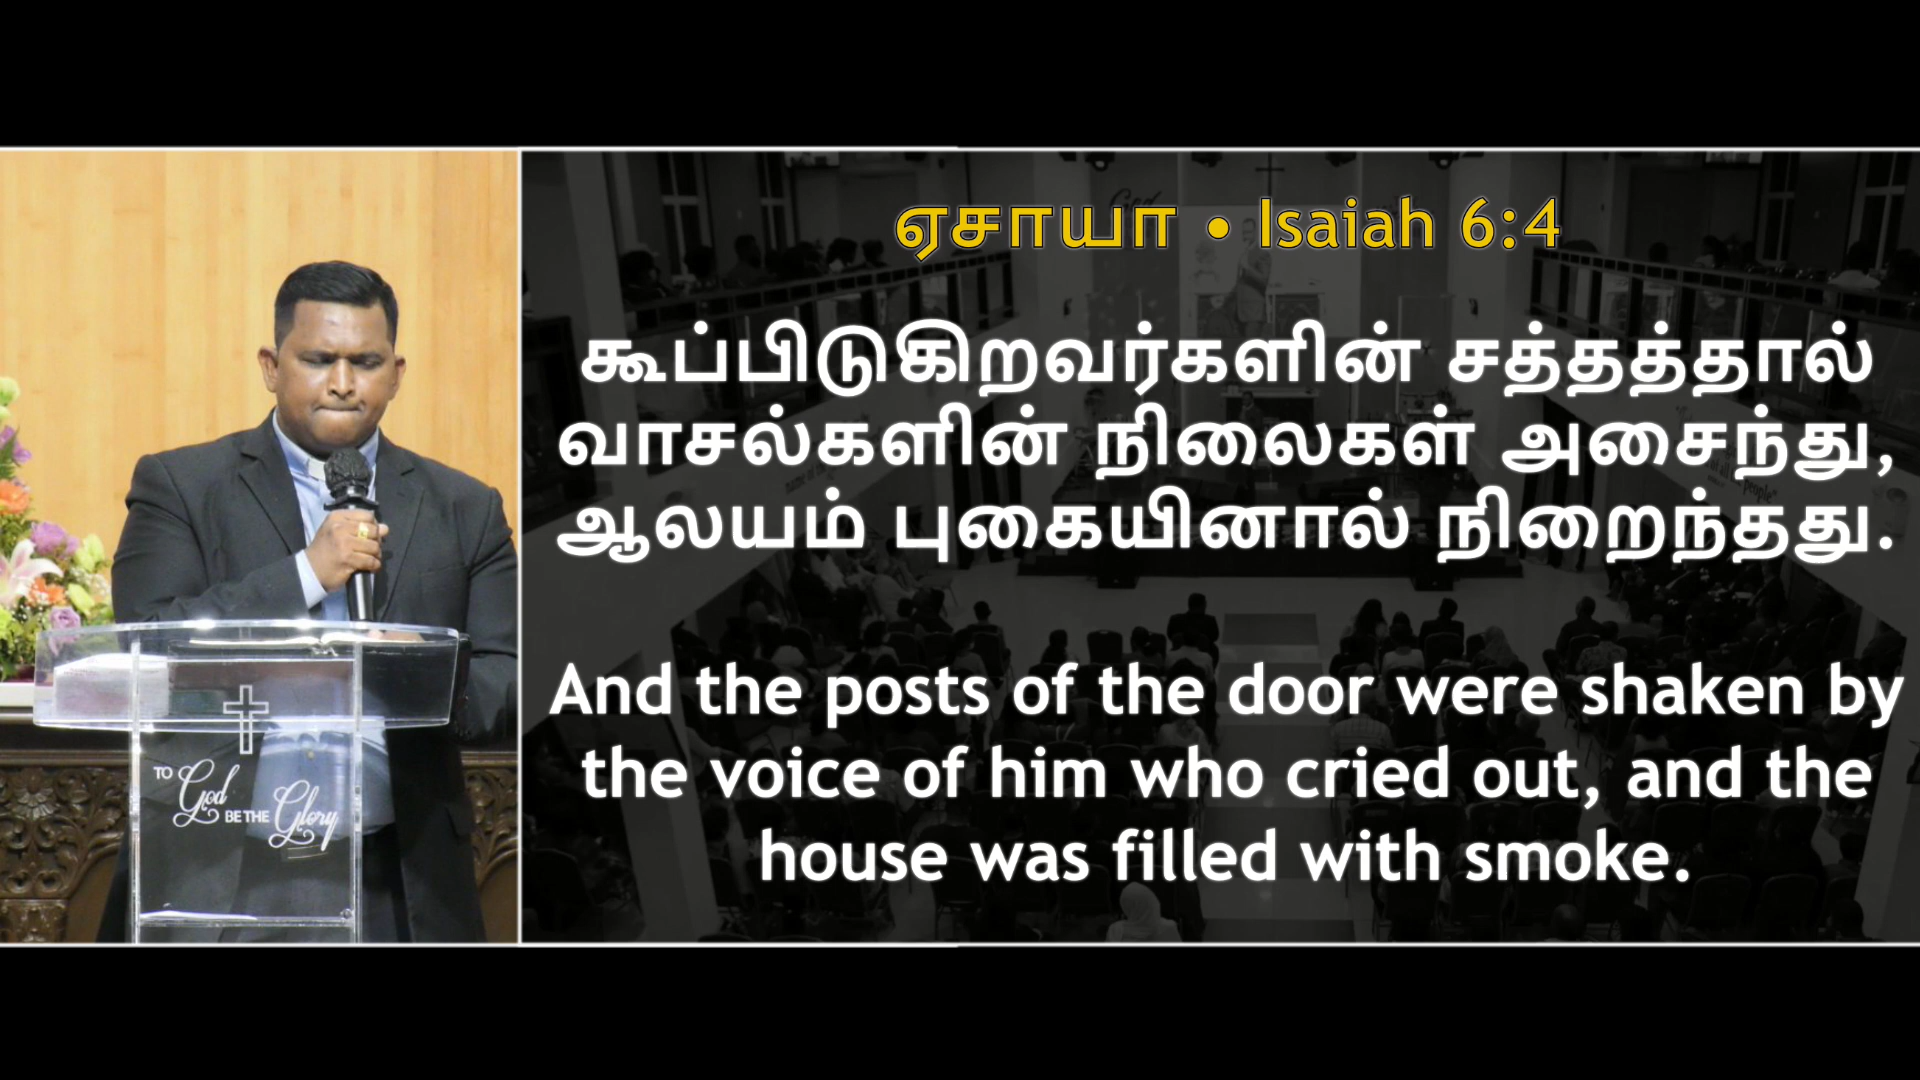 ஏசாயா • Isaiah 6:4
கூப்பிடுகிறவர்களின் சத்தத்தால்
வாசல்களின் நிலைகள் அசைந்து,
ஆலயம் புகையினால் நிறைந்தது.
And the posts of the door were shaken by
the voice of him who cried out, and the
house was filled with smoke.
TO God
BE THE Glory
God
people"